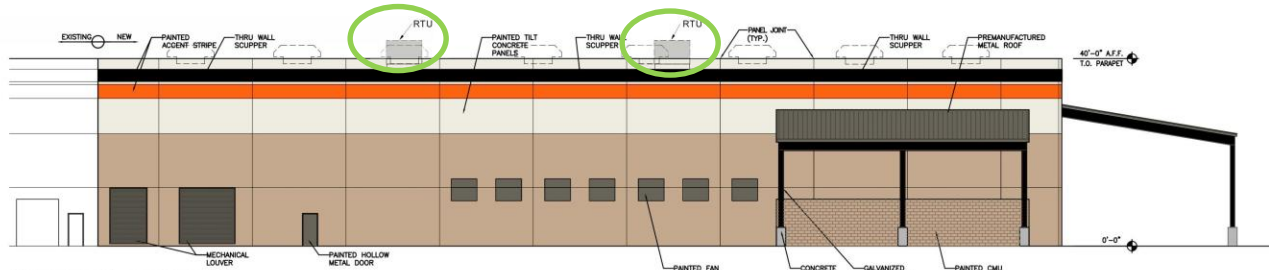 RTU
RTU
EXISTING
NEW
PAINTED
ACCENT STRIPE
THRU WALL
SCUPPER
PAINTED TILT
CONCRETE
PANELS
THRU WALL
SCUPPER
PANEL JOINT
(TYP.)
THRU WALL
SCUPPER
PREMANUFACTURED
METAL ROOF
40'-0" A.F.F.
T.O. PARAPET
0'-0"
MECHANICAL
LOUVER
PAINTED HOLLOW
METAL DOOR
PAINTED FAN
CONCRETE
GALVANIZED
PAINTED CMU